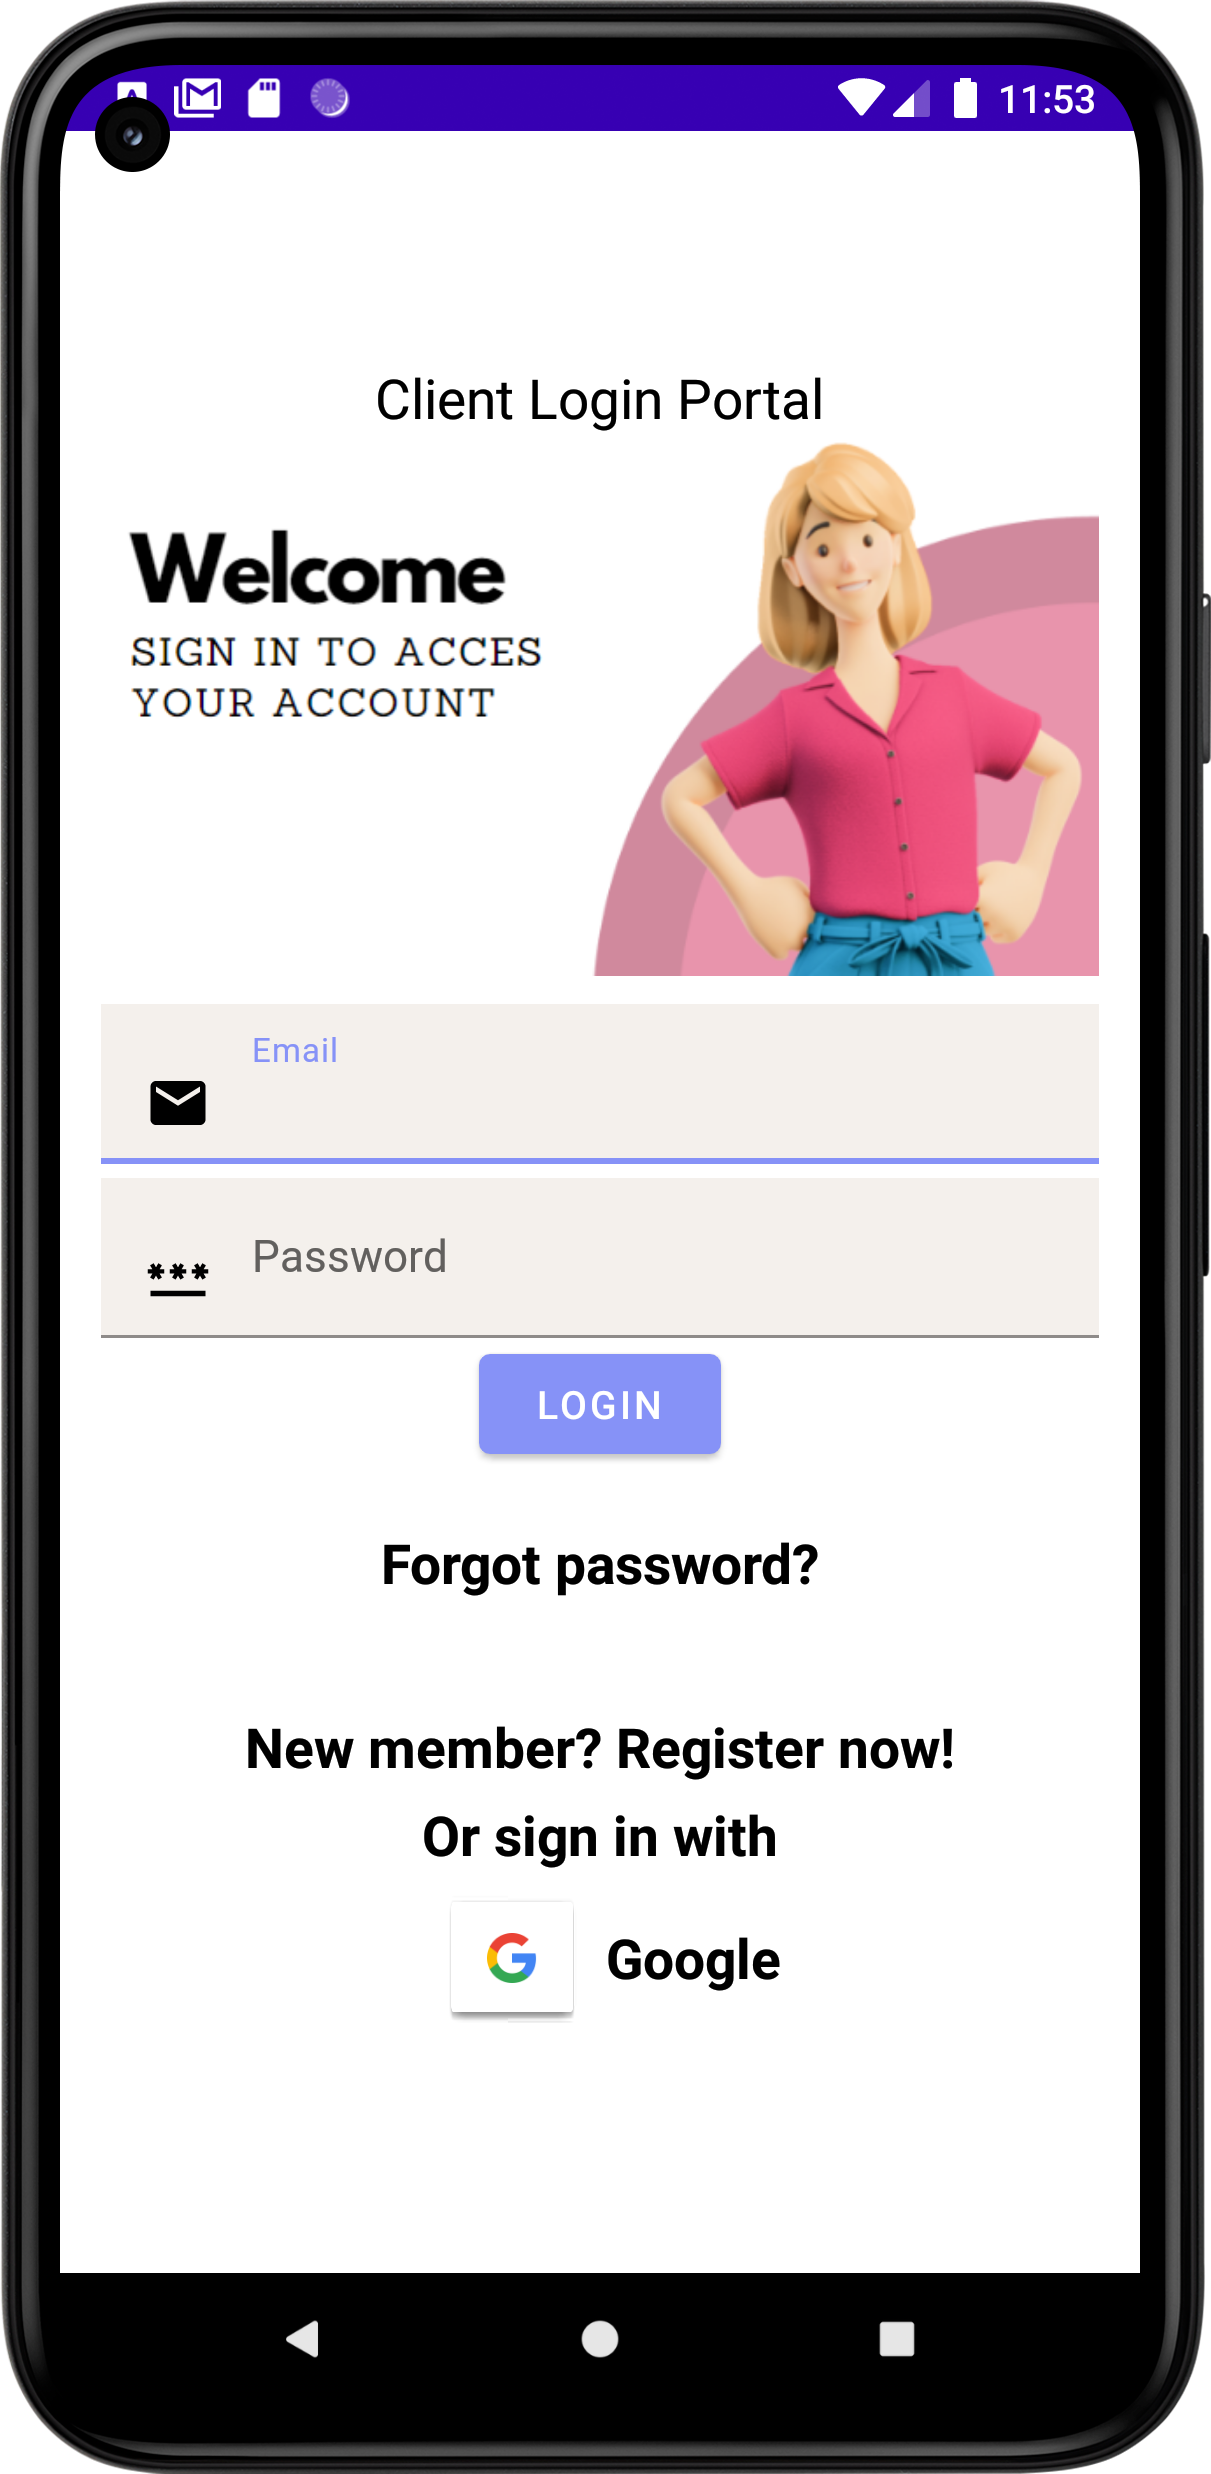 11:53
Client Login Portal
Welcome
SIGN IN TO ACCES
YOUR ACCOUNT
Email
Password
LOGIN
Forgot password?
New member? Register now!
Or sign in with
Google